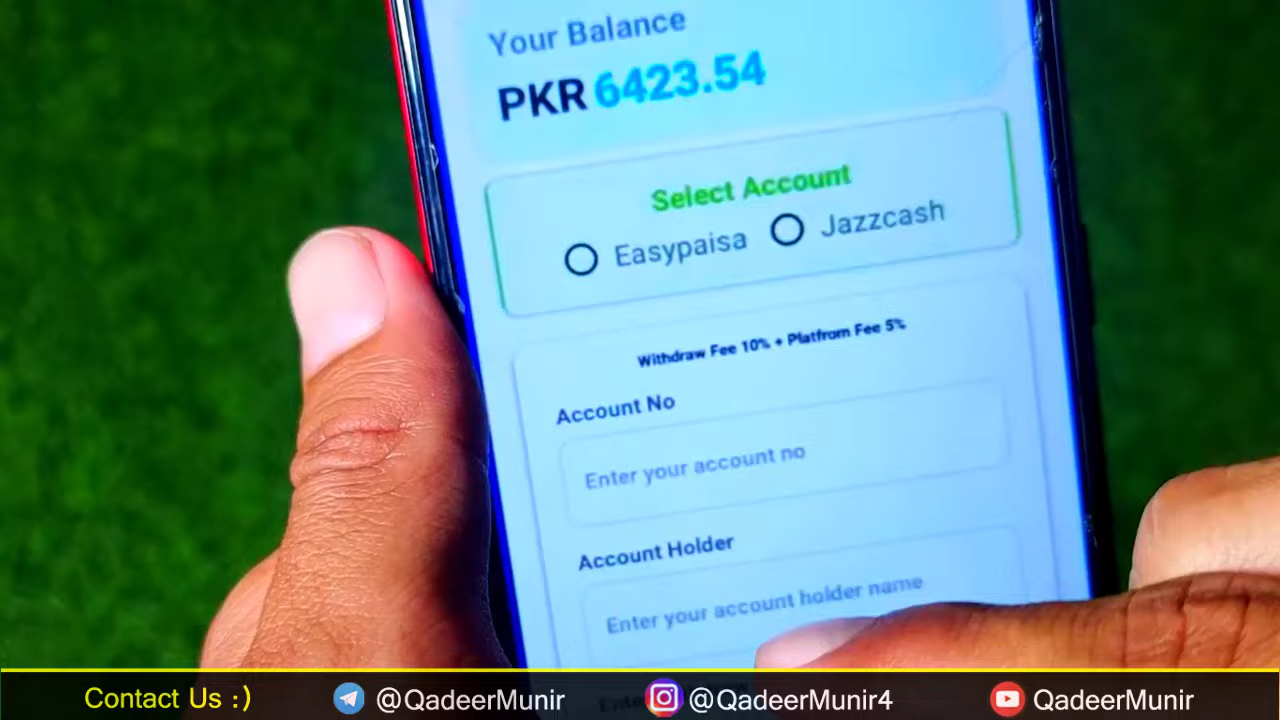 Your Balance
PKR 6423.54
Select Account
Easypaisa Jazzcash
Withdraw Fee 10% + Platfrom Fee 5%
Account No
Enter your account no
Account Holder
Enter your account holder name
Contact Us :) @QadeerMunir @QadeerMunir4 QadeerMunir